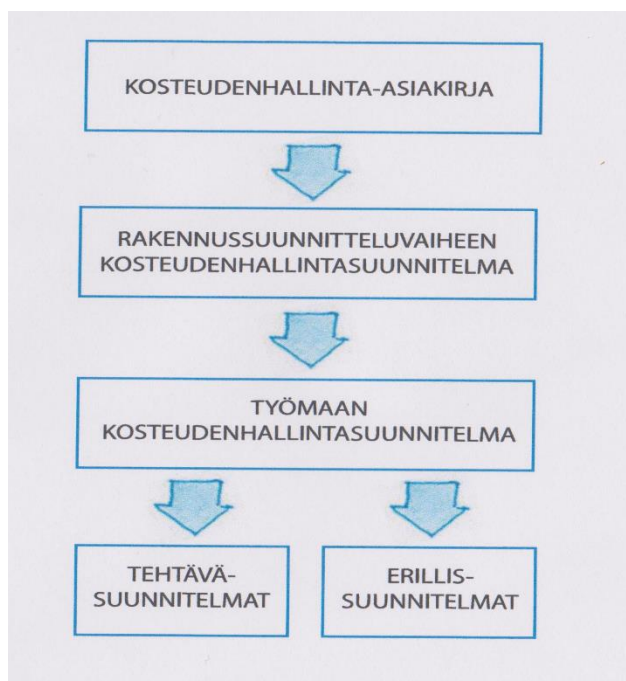 KOSTEUDENHALLINTA-ASIAKIRJA
RAKENNUSSUUNNITTELUVAIHEEN
KOSTEUDENHALLINTASUUNNITELMA
TYÖMAAN
KOSTEUDENHALLINTASUUNNITELMA
TEHTÄVÄ-
SUUNNITELMAT
ERILLIS-
SUUNNITELMAT